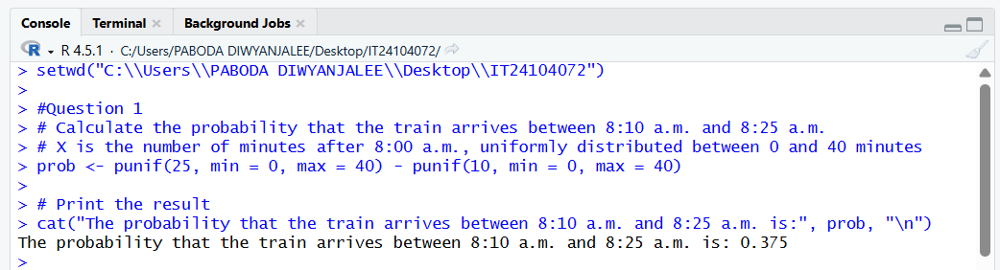 Console Terminal Background Jobs
R R 4.5.1 · C:/Users/PABODA DIWYANJALEE/Desktop/IT24104072/
> setwd("C:\\Users\\PABODA DIWYANJALEE\\Desktop\\IT24104072")
>
> #Question 1
> # Calculate the probability that the train arrives between 8:10 a.m. and 8:25 a.m.
> # X is the number of minutes after 8:00 a.m., uniformly distributed between 0 and 40 minutes
> prob <- punif(25, min = 0, max = 40) - punif(10, min = 0, max = 40)
>
> # Print the result
> cat("The probability that the train arrives between 8:10 a.m. and 8:25 a.m. is:", prob, "\n")
The probability that the train arrives between 8:10 a.m. and 8:25 a.m. is: 0.375
>